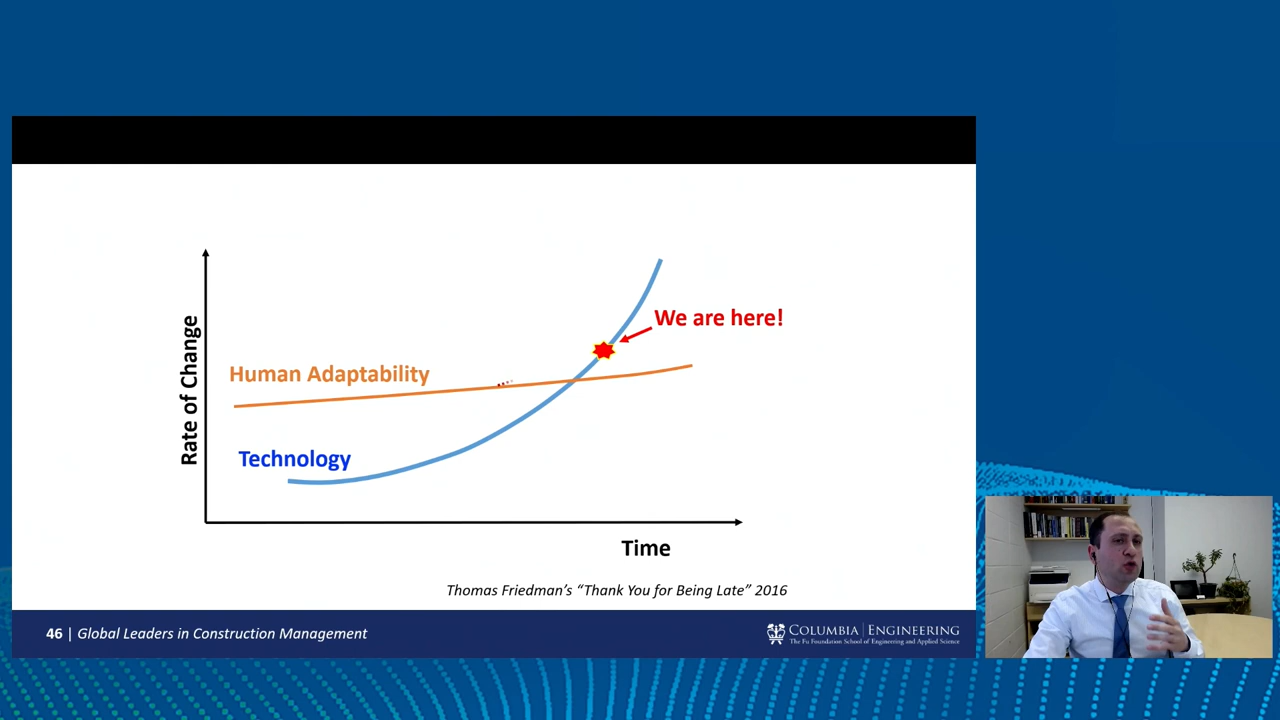 We are here!
Human Adaptability
Rate of Change
Technology
Time
Thomas Friedman's “Thank You for Being Late” 2016
46 | Global Leaders in Construction Management
COLUMBIA | ENGINEERING
The Fu Foundation School of Engineering and Applied Science